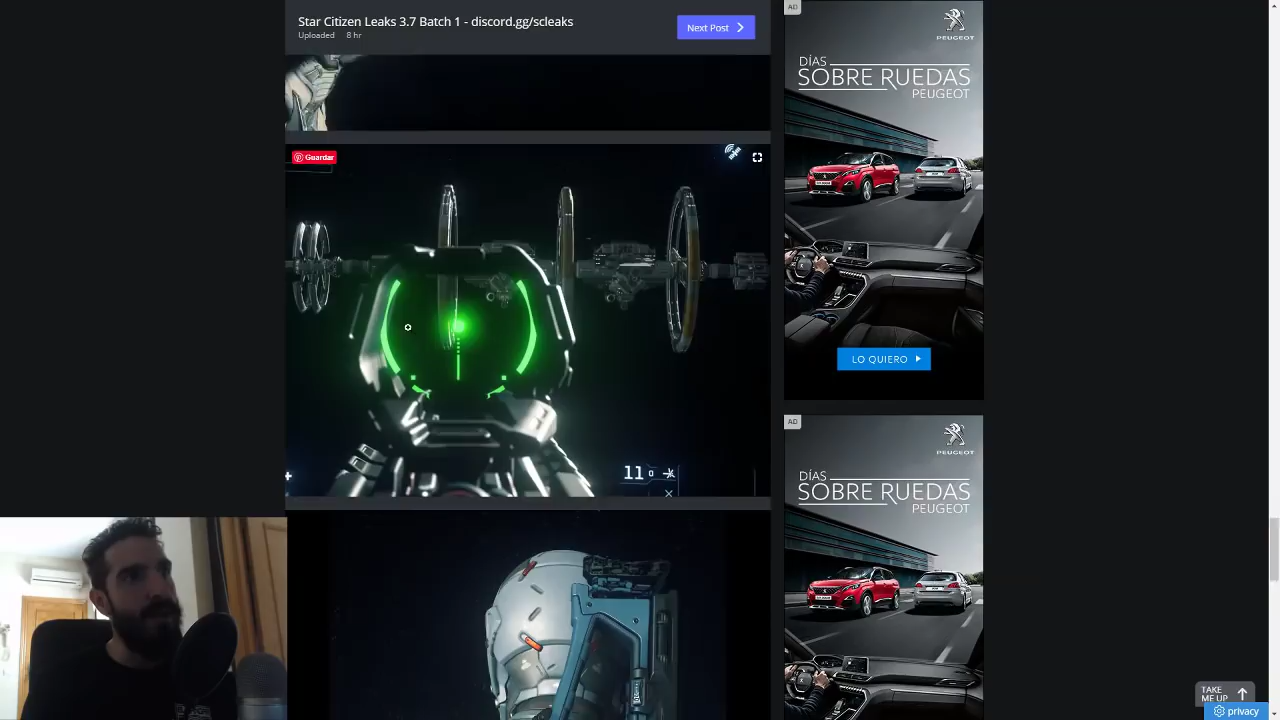 Star Citizen Leaks 3.7 Batch 1 - discord.gg/scleaks
Uploaded 8 hr
Next Post
Guardar
11
AD
PEUGEOT
DÍAS
SOBRE RUEDAS
PEUGEOT
LO QUIERO
AD
PEUGEOT
DÍAS
SOBRE RUEDAS
PEUGEOT
TAKE
ME UP
privacy